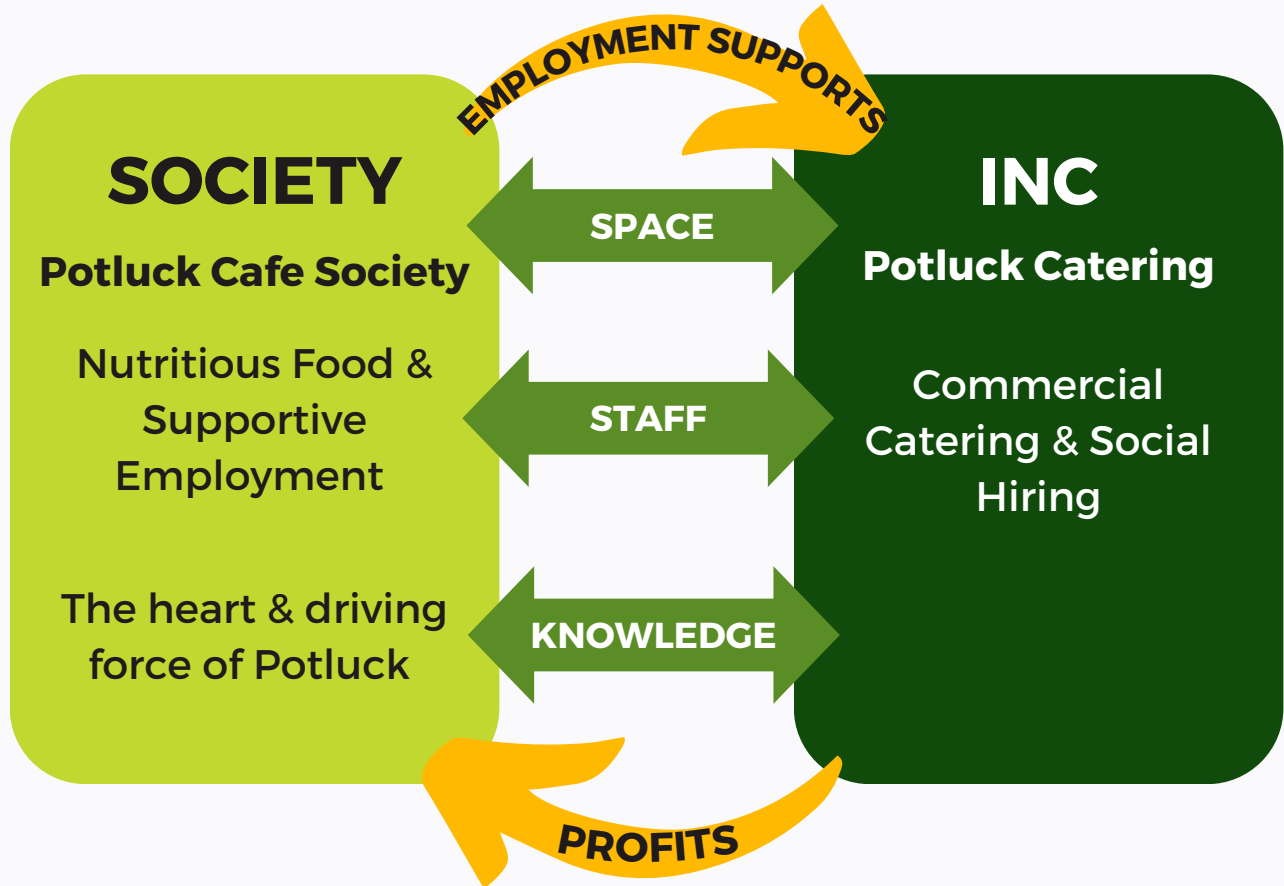 EMPLOYMENT SUPPORTS
SOCIETY
Potluck Cafe Society
Nutritious Food &
Supportive
Employment
The heart & driving
force of Potluck
SPACE
STAFF
KNOWLEDGE
INC
Potluck Catering
Commercial
Catering & Social
Hiring
PROFITS